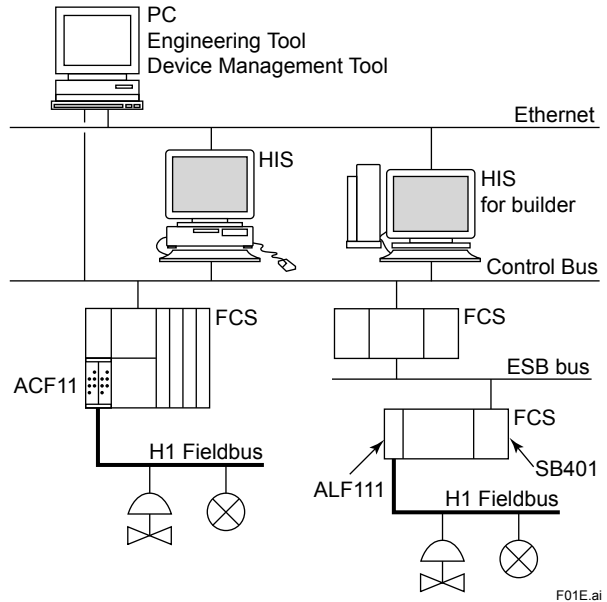 PC
Engineering Tool
Device Management Tool
Ethernet
HIS
HIS
for builder
Control Bus
FCS
FCS
ACF11
ESB bus
FCS
H1 Fieldbus
SB401
ALF111
H1 Fieldbus
F01E.ai